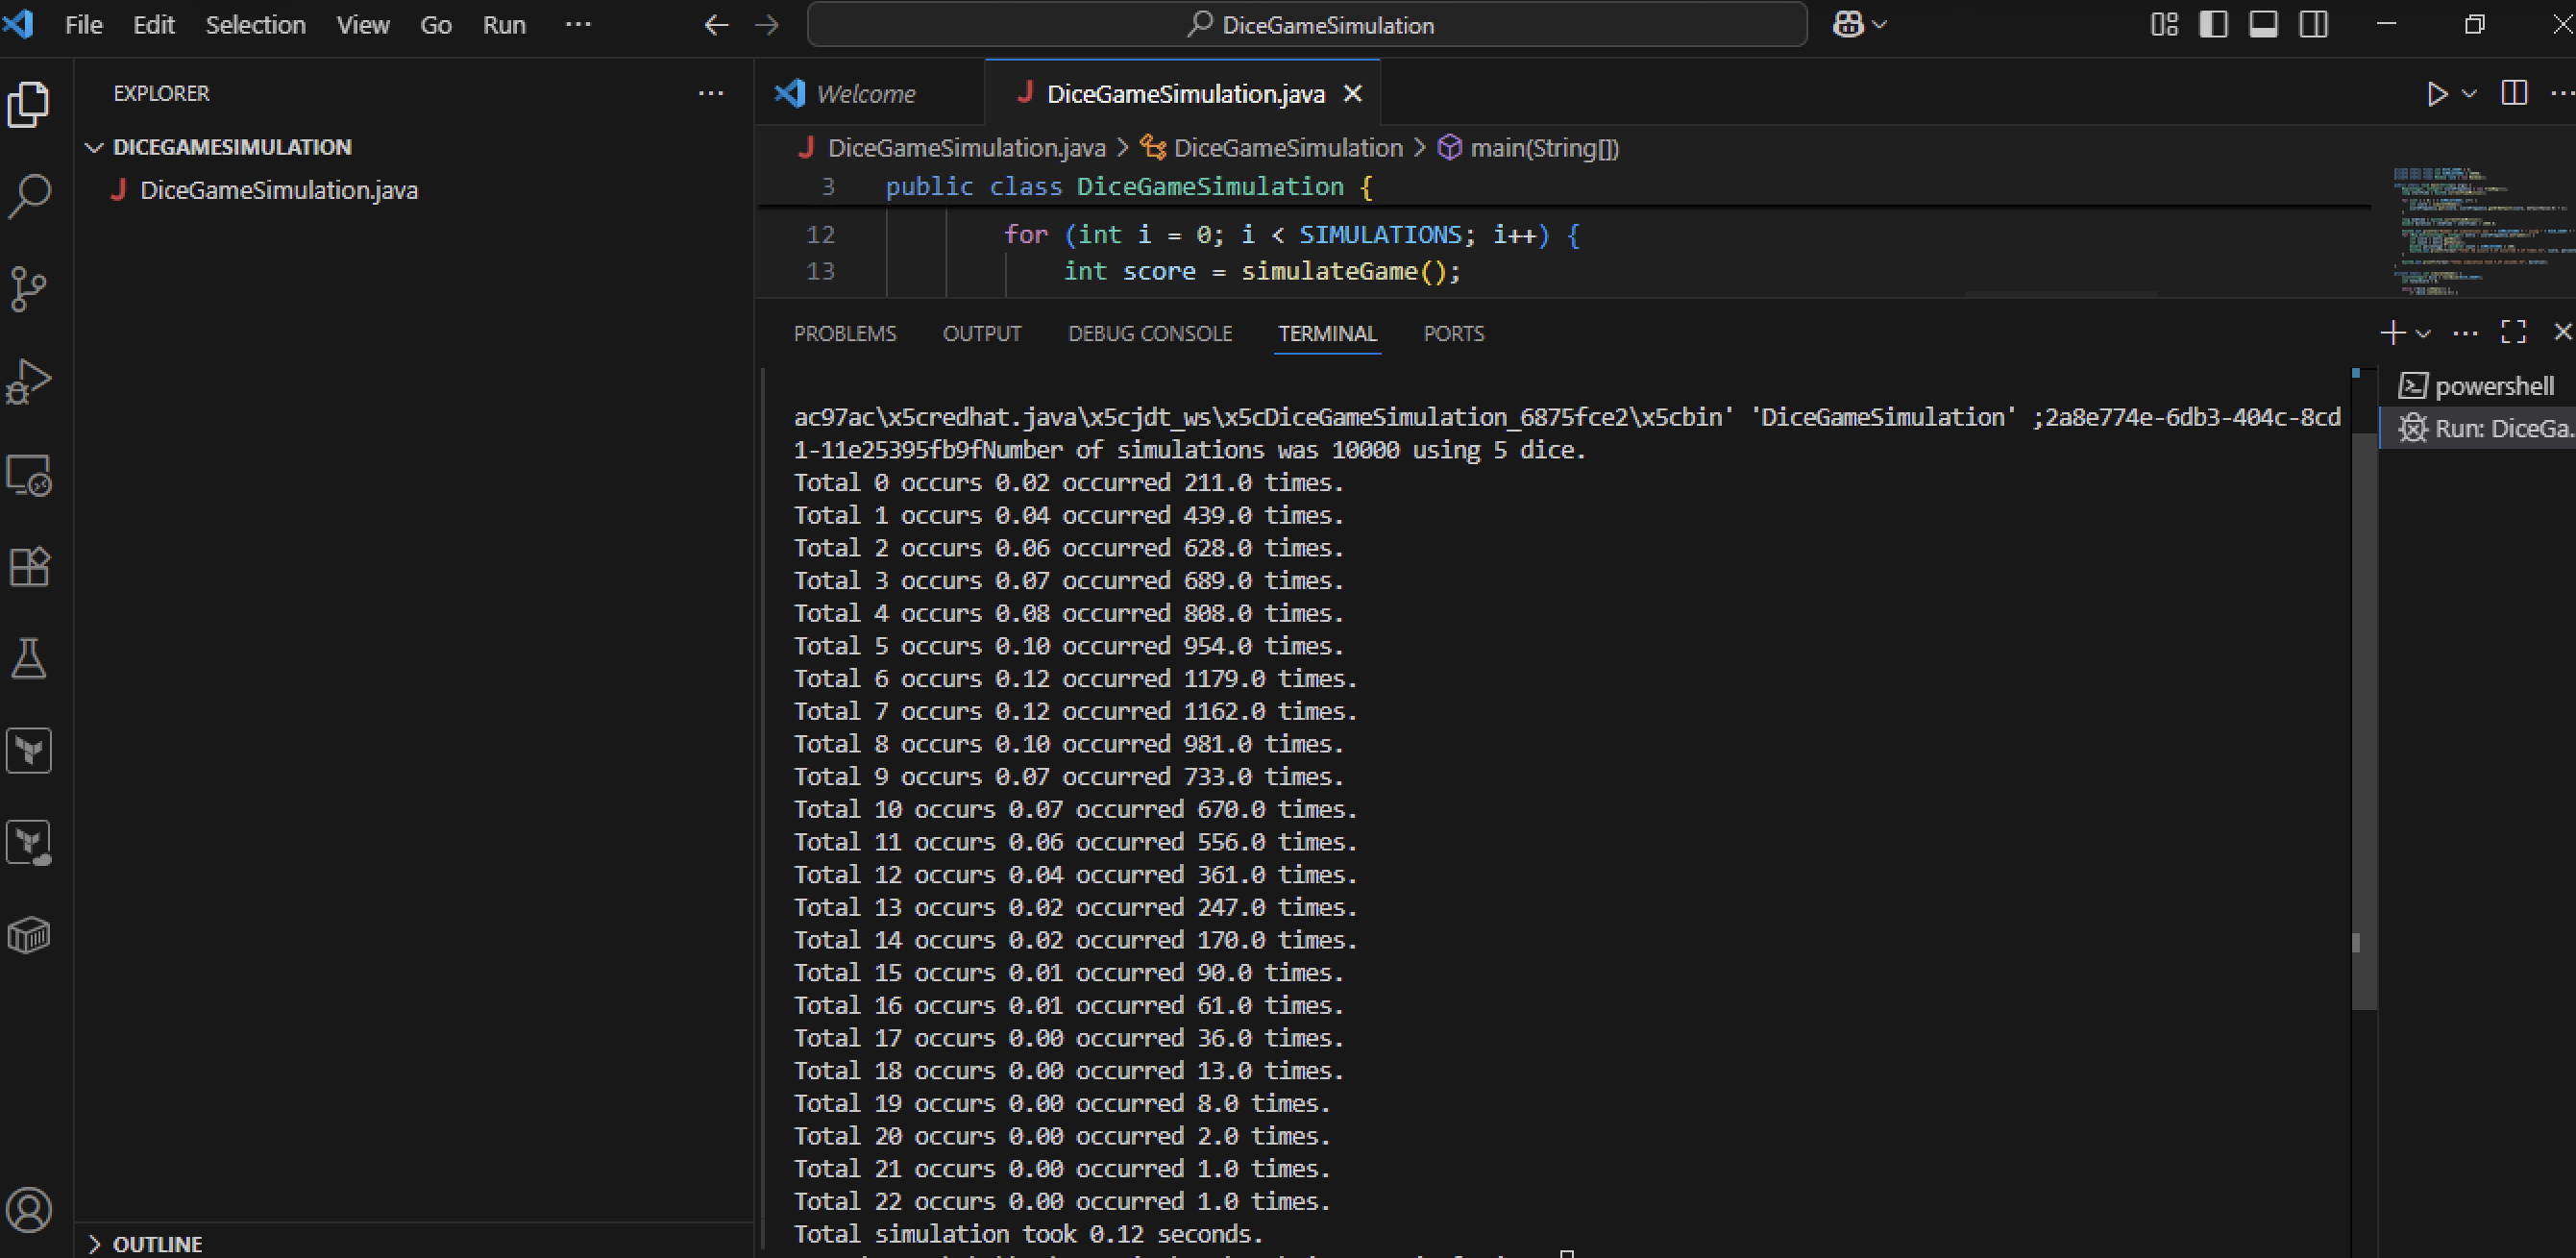 File Edit Selection View Go Run ··· DiceGameSimulation
EXPLORER ···
DICEGAMESIMULATION
DiceGameSimulation.java
OUTLINE
Welcome DiceGameSimulation.java
DiceGameSimulation.java > DiceGameSimulation > main(String[])
3 public class DiceGameSimulation {
12 for (int i = 0; i < SIMULATIONS; i++) {
13 int score = simulateGame();
PROBLEMS OUTPUT DEBUG CONSOLE TERMINAL PORTS
ac97ac\x5credhat.java\x5cjdt_ws\x5cDiceGameSimulation_6875fce2\x5cbin' 'DiceGameSimulation' ;2a8e774e-6db3-404c-8cd
1-11e25395fb9fNumber of simulations was 10000 using 5 dice.
Total 0 occurs 0.02 occurred 211.0 times.
Total 1 occurs 0.04 occurred 439.0 times.
Total 2 occurs 0.06 occurred 628.0 times.
Total 3 occurs 0.07 occurred 689.0 times.
Total 4 occurs 0.08 occurred 808.0 times.
Total 5 occurs 0.10 occurred 954.0 times.
Total 6 occurs 0.12 occurred 1179.0 times.
Total 7 occurs 0.12 occurred 1162.0 times.
Total 8 occurs 0.10 occurred 981.0 times.
Total 9 occurs 0.07 occurred 733.0 times.
Total 10 occurs 0.07 occurred 670.0 times.
Total 11 occurs 0.06 occurred 556.0 times.
Total 12 occurs 0.04 occurred 361.0 times.
Total 13 occurs 0.02 occurred 247.0 times.
Total 14 occurs 0.02 occurred 170.0 times.
Total 15 occurs 0.01 occurred 90.0 times.
Total 16 occurs 0.01 occurred 61.0 times.
Total 17 occurs 0.00 occurred 36.0 times.
Total 18 occurs 0.00 occurred 13.0 times.
Total 19 occurs 0.00 occurred 8.0 times.
Total 20 occurs 0.00 occurred 2.0 times.
Total 21 occurs 0.00 occurred 1.0 times.
Total 22 occurs 0.00 occurred 1.0 times.
Total simulation took 0.12 seconds.
powershell
Run: DiceGa...